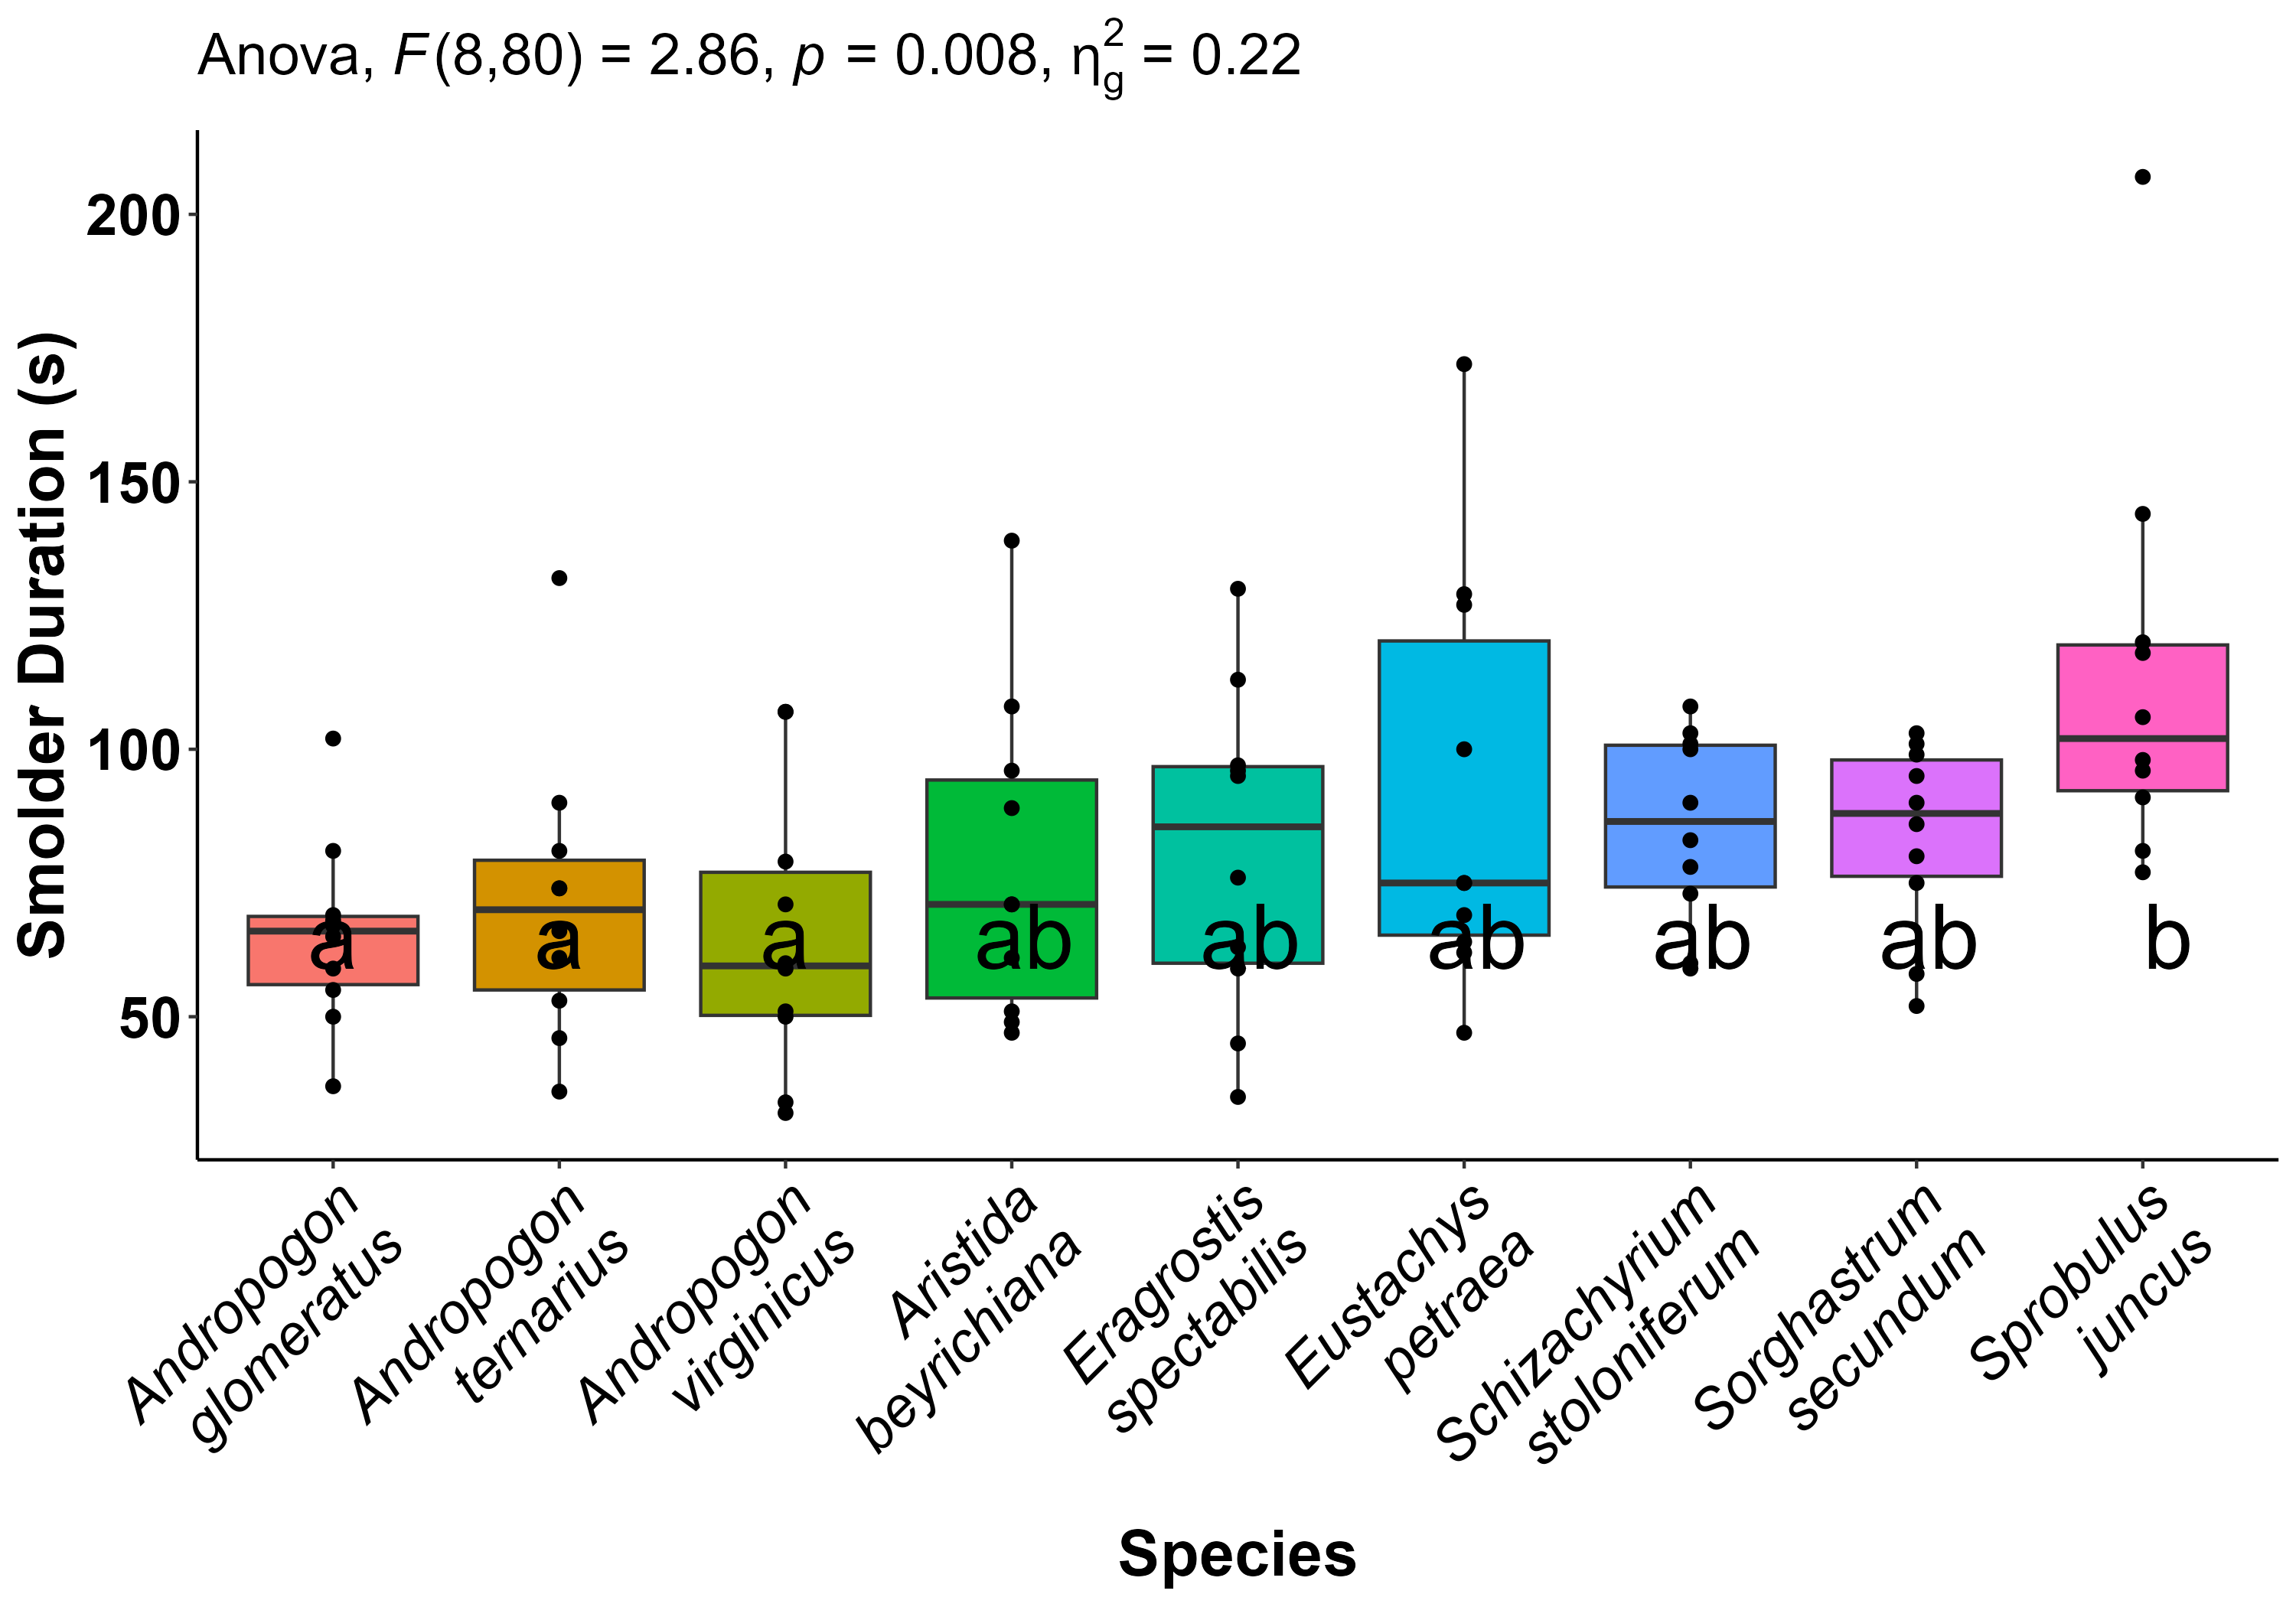 Anova, F(8,80) = 2.86, p = 0.008, η²g = 0.22
Smolder Duration (s)
200
150
100
50
a a a ab ab ab ab ab b
Andropogon
glomeratus
Andropogon
ternarius
Andropogon
virginicus
Aristida
beyrichiana
Eragrostis
spectabilis
Eustachys
petraea
Schizachyrium
stoloniferum
Sorghastrum
secundum
Sprobulus
juncus
Species